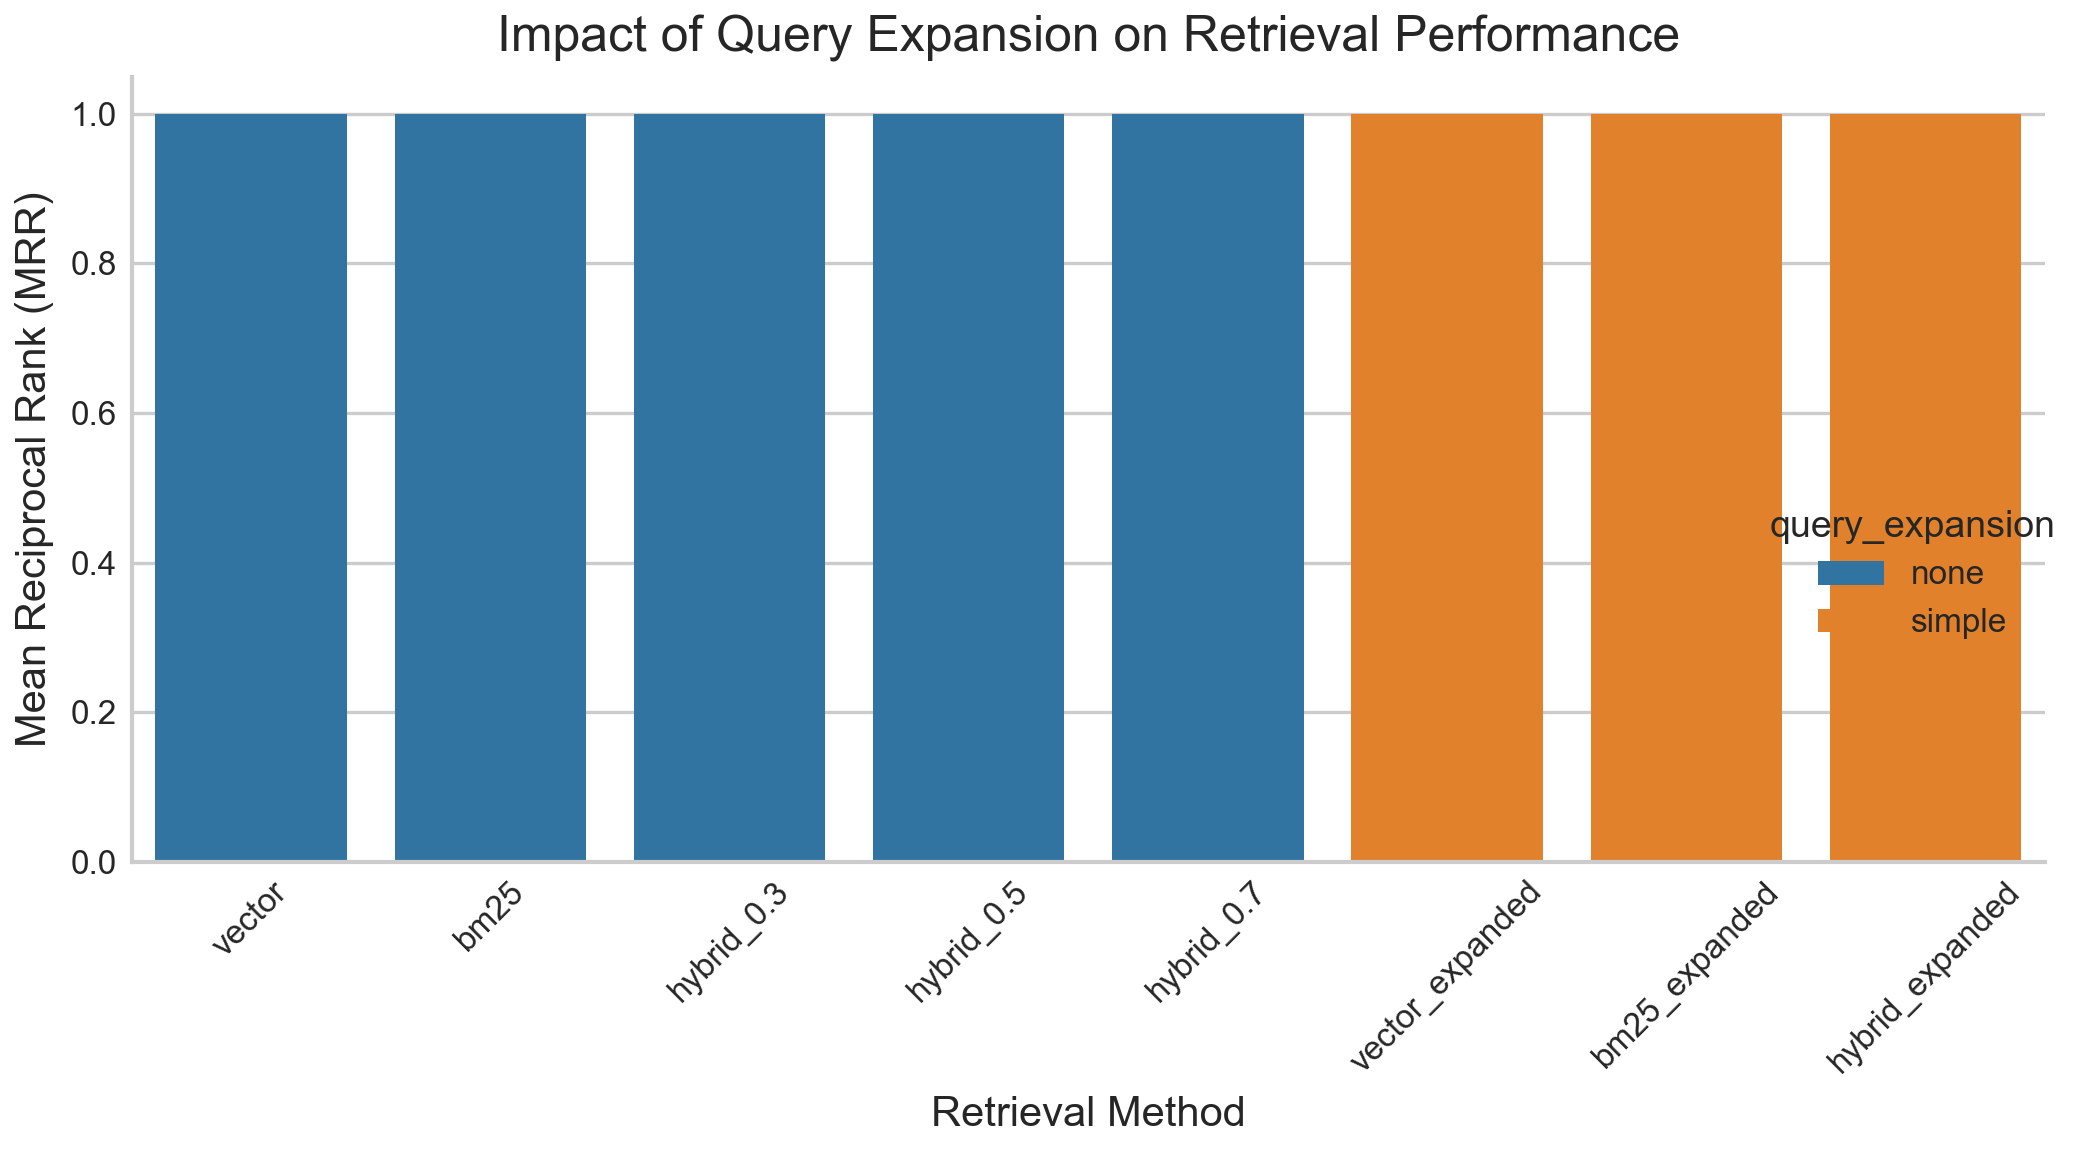 Impact of Query Expansion on Retrieval Performance
Mean Reciprocal Rank (MRR)
1.0
0.8
0.6
0.4
0.2
0.0
query_expansion
none
simple
vector
bm25
hybrid_0.3
hybrid_0.5
hybrid_0.7
vector_expanded
bm25_expanded
hybrid_expanded
Retrieval Method